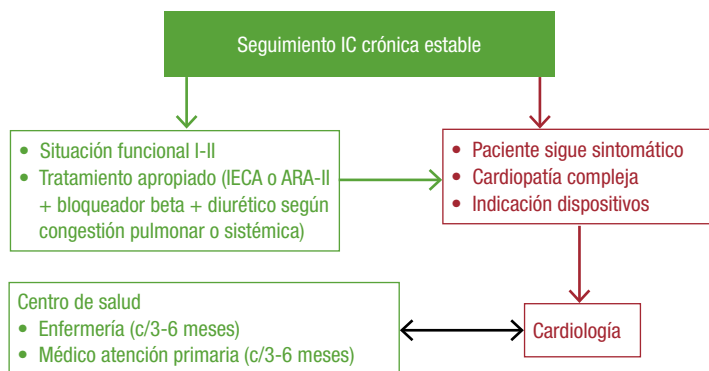 Seguimiento IC crónica estable
• Situación funcional I-II
• Tratamiento apropiado (IECA o ARA-II
+ bloqueador beta + diurético según
congestión pulmonar o sistémica)
• Paciente sigue sintomático
• Cardiopatía compleja
• Indicación dispositivos
Centro de salud
• Enfermería (c/3-6 meses)
• Médico atención primaria (c/3-6 meses)
Cardiología